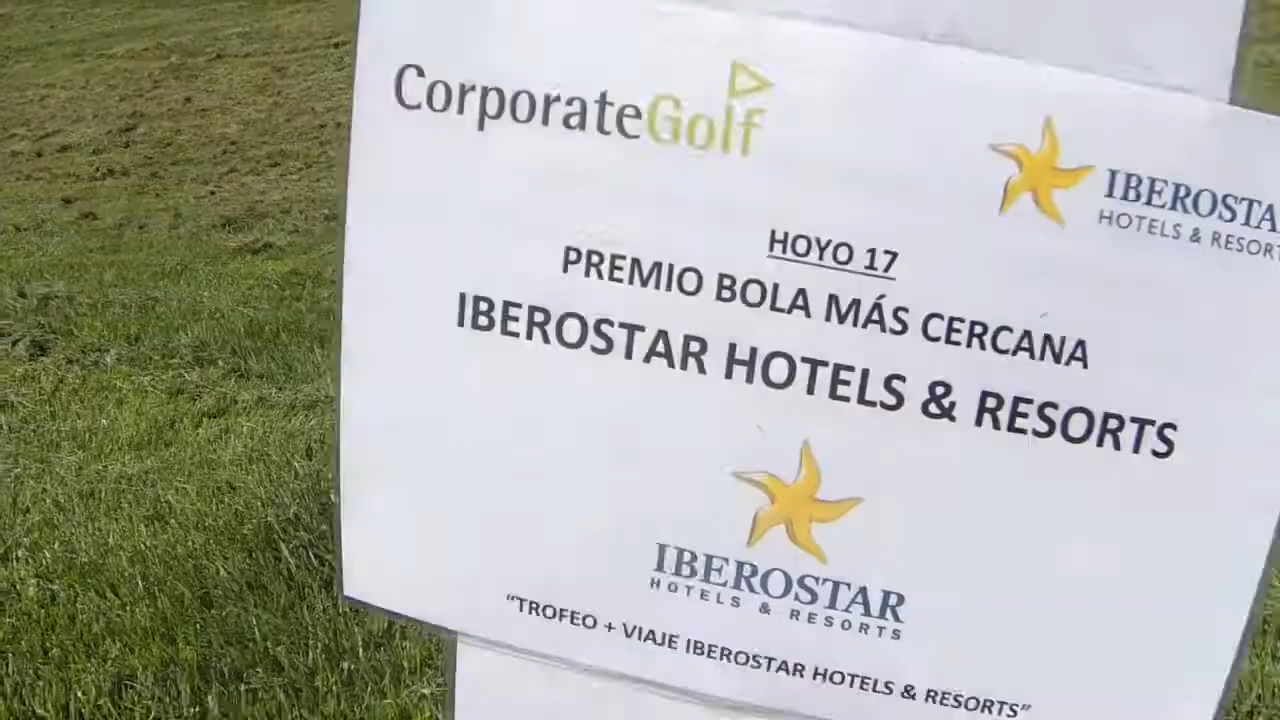 CorporateGolf
IBEROSTA
HOTELS & RESORT
HOYO 17
PREMIO BOLA MÁS CERCANA
IBEROSTAR HOTELS & RESORTS
IBEROSTAR
HOTELS & RESORTS
“TROFEO + VIAJE IBEROSTAR HOTELS & RESORTS”